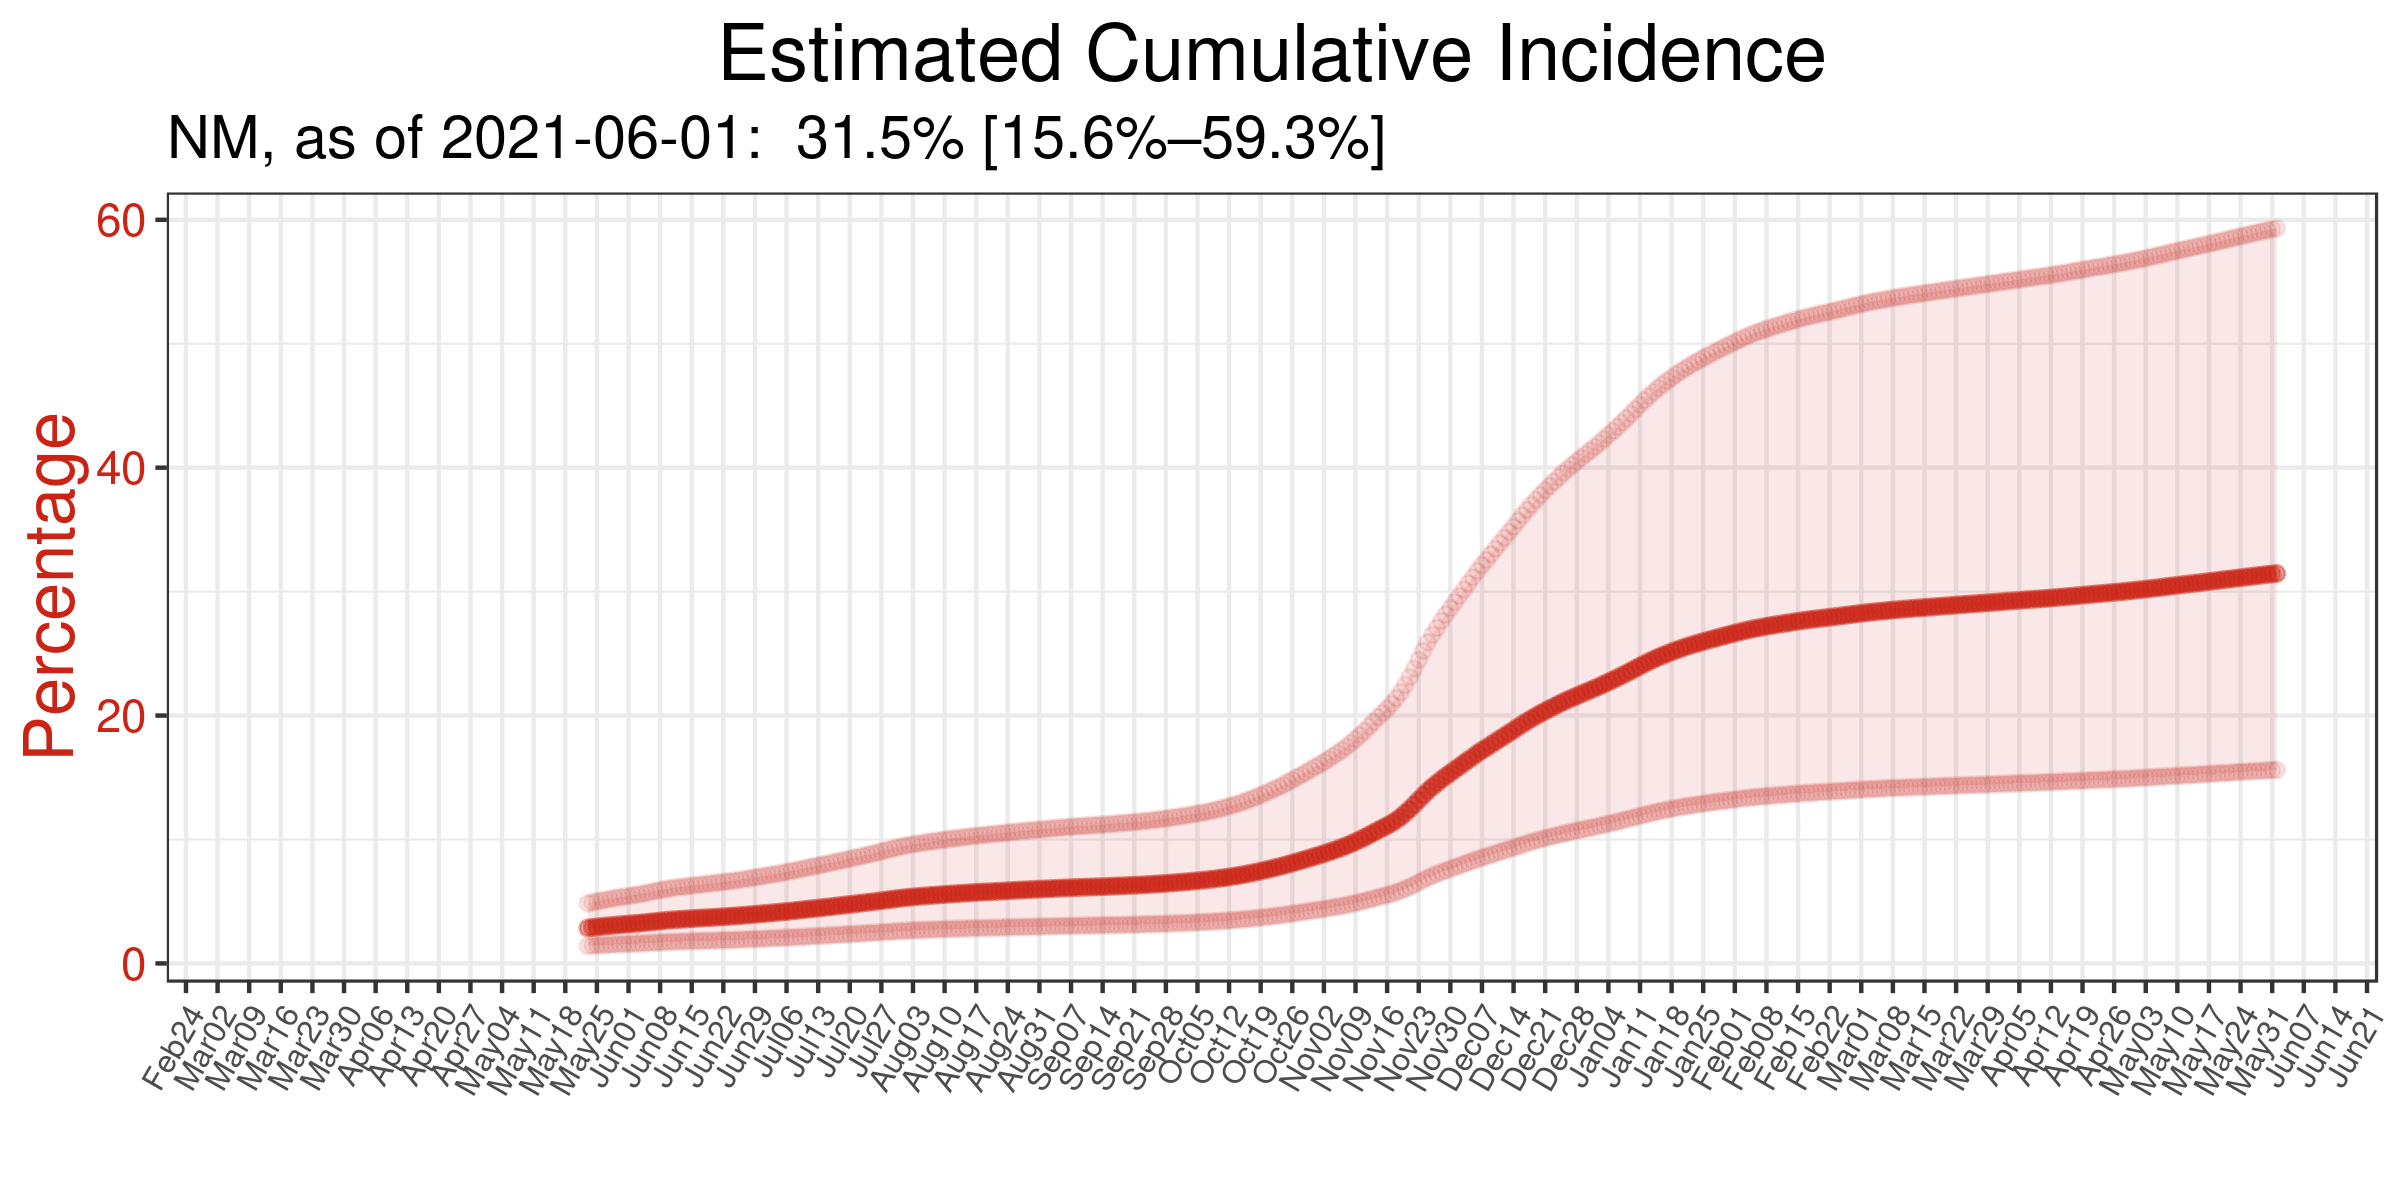 Estimated Cumulative Incidence
NM, as of 2021-06-01:  31.5% [15.6%–59.3%]
Percentage
60
40
20
0
Feb24
Mar02
Mar09
Mar16
Mar23
Mar30
Apr06
Apr13
Apr20
Apr27
May04
May11
May18
May25
Jun01
Jun08
Jun15
Jun22
Jun29
Jul06
Jul13
Jul20
Jul27
Aug03
Aug10
Aug17
Aug24
Aug31
Sep07
Sep14
Sep21
Sep28
Oct05
Oct12
Oct19
Oct26
Nov02
Nov09
Nov16
Nov23
Nov30
Dec07
Dec14
Dec21
Dec28
Jan04
Jan11
Jan18
Jan25
Feb01
Feb08
Feb15
Feb22
Mar01
Mar08
Mar15
Mar22
Mar29
Apr05
Apr12
Apr19
Apr26
May03
May10
May17
May24
May31
Jun07
Jun14
Jun21